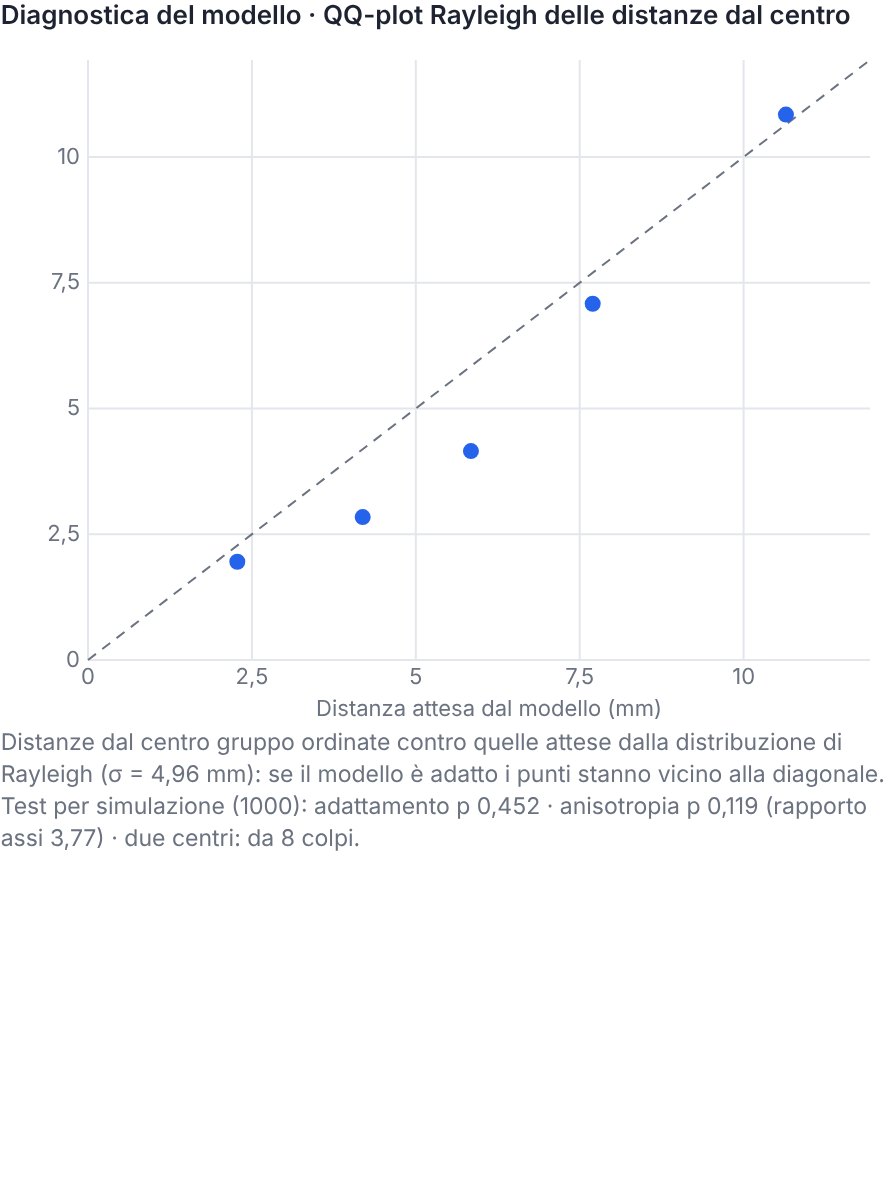 Diagnostica del modello · QQ-plot Rayleigh delle distanze dal centro
10
7,5
5
2,5
0
0 2,5 5 7,5 10
Distanza attesa dal modello (mm)
Distanze dal centro gruppo ordinate contro quelle attese dalla distribuzione di
Rayleigh (σ = 4,96 mm): se il modello è adatto i punti stanno vicino alla diagonale.
Test per simulazione (1000): adattamento p 0,452 · anisotropia p 0,119 (rapporto
assi 3,77) · due centri: da 8 colpi.